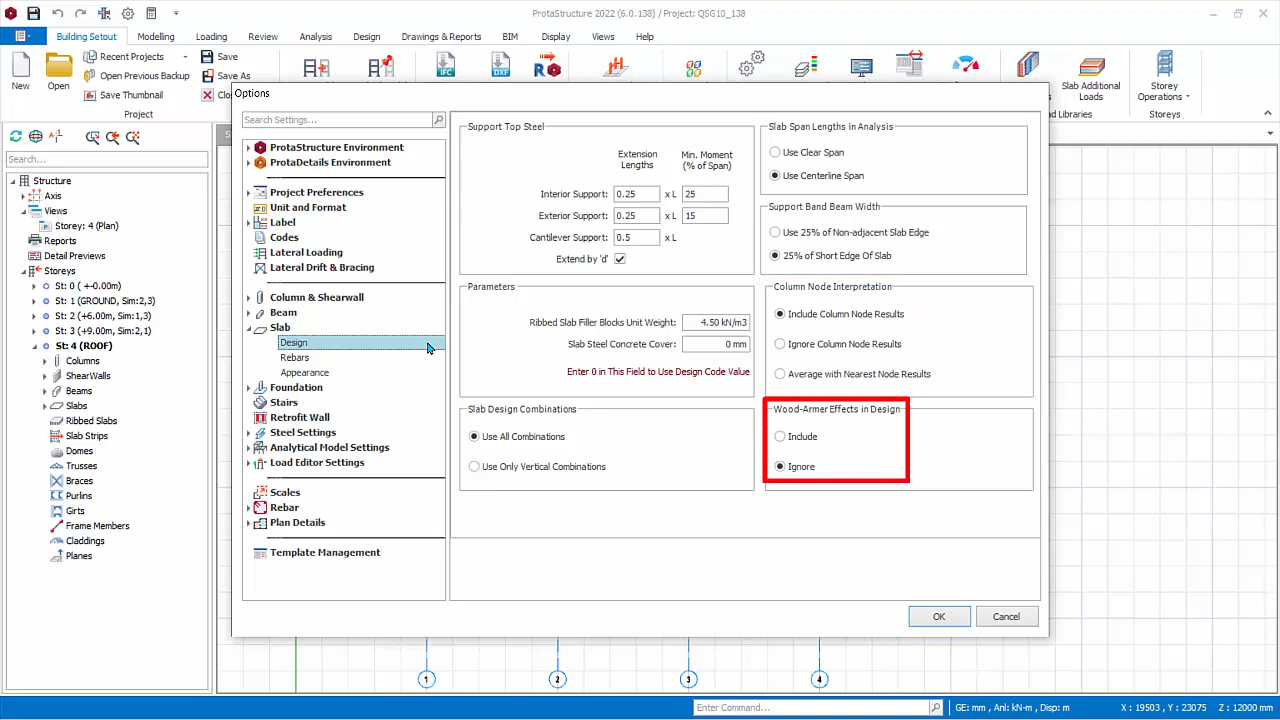 ProtaStructure 2022 (6.0.138) / Project: QSG10_138
Building Setout
Modelling
Loading
Review
Analysis
Design
Drawings & Reports
BIM
Display
Views
Help
New
Open
Recent Projects
Open Previous Backup
Save Thumbnail
Save
Save As
Project
IFC
DXF
Slab Additional
Loads
Storey
Operations
Storeys
Search...
Structure
Axis
Views
Storey: 4 (Plan)
Reports
Detail Previews
Storeys
St: 0 ( +-0.00m)
St: 1 (GROUND, Sim:2,3)
St: 2 (+6.00m, Sim:1,3)
St: 3 (+9.00m, Sim:2,1)
St: 4 (ROOF)
Columns
ShearWalls
Beams
Slabs
Ribbed Slabs
Slab Strips
Domes
Trusses
Braces
Purlins
Girts
Frame Members
Claddings
Planes
Options
Search Settings...
ProtaStructure Environment
ProtaDetails Environment
Project Preferences
Unit and Format
Label
Codes
Lateral Loading
Lateral Drift & Bracing
Column & Shearwall
Beam
Slab
Design
Rebars
Appearance
Foundation
Stairs
Retrofit Wall
Steel Settings
Analytical Model Settings
Load Editor Settings
Scales
Rebar
Plan Details
Template Management
Support Top Steel
Extension
Lengths
Min. Moment
(% of Span)
Interior Support: 0.25 x L 25
Exterior Support: 0.25 x L 15
Cantilever Support: 0.5 x L
Extend by 'd'
Slab Span Lengths in Analysis
Use Clear Span
Use Centerline Span
Support Band Beam Width
Use 25% of Non-adjacent Slab Edge
25% of Short Edge Of Slab
Parameters
Ribbed Slab Filler Blocks Unit Weight: 4.50 kN/m3
Slab Steel Concrete Cover: 0 mm
Enter 0 in This Field to Use Design Code Value
Column Node Interpretation
Include Column Node Results
Ignore Column Node Results
Average with Nearest Node Results
Slab Design Combinations
Use All Combinations
Use Only Vertical Combinations
Wood-Armer Effects in Design
Include
Ignore
OK
Cancel
1
2
3
4
Enter Command...
GE: mm , Anl: kN-m , Disp: m
X : 19503 , Y : 23075
Z : 12000 mm